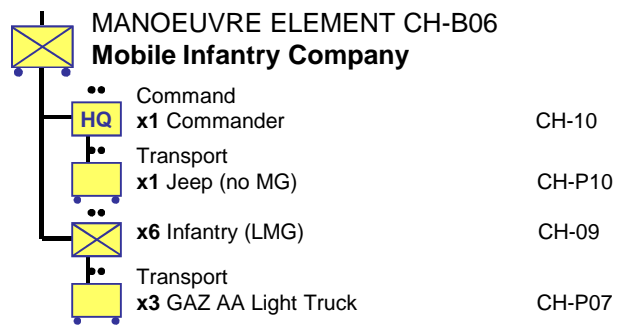 MANOEUVRE ELEMENT CH-B06
Mobile Infantry Company
Command
HQ x1 Commander CH-10
Transport
x1 Jeep (no MG) CH-P10
x6 Infantry (LMG) CH-09
Transport
x3 GAZ AA Light Truck CH-P07